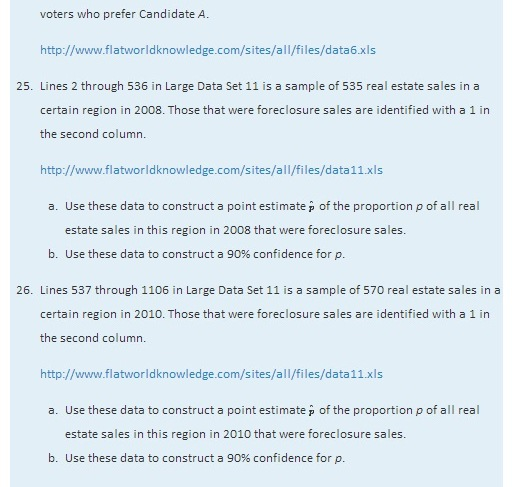 voters who prefer Candidate A.
http://www.flatworldknowledge.com/sites/all/files/data6.xls
25. Lines 2 through 536 in Large Data Set 11 is a sample of 535 real estate sales in a
certain region in 2008. Those that were foreclosure sales are identified with a 1 in
the second column.
http://www.flatworldknowledge.com/sites/all/files/data11.xls
a. Use these data to construct a point estimate p̂ of the proportion p of all real
estate sales in this region in 2008 that were foreclosure sales.
b. Use these data to construct a 90% confidence for p.
26. Lines 537 through 1106 in Large Data Set 11 is a sample of 570 real estate sales in a
certain region in 2010. Those that were foreclosure sales are identified with a 1 in
the second column.
http://www.flatworldknowledge.com/sites/all/files/data11.xls
a. Use these data to construct a point estimate p̂ of the proportion p of all real
estate sales in this region in 2010 that were foreclosure sales.
b. Use these data to construct a 90% confidence for p.